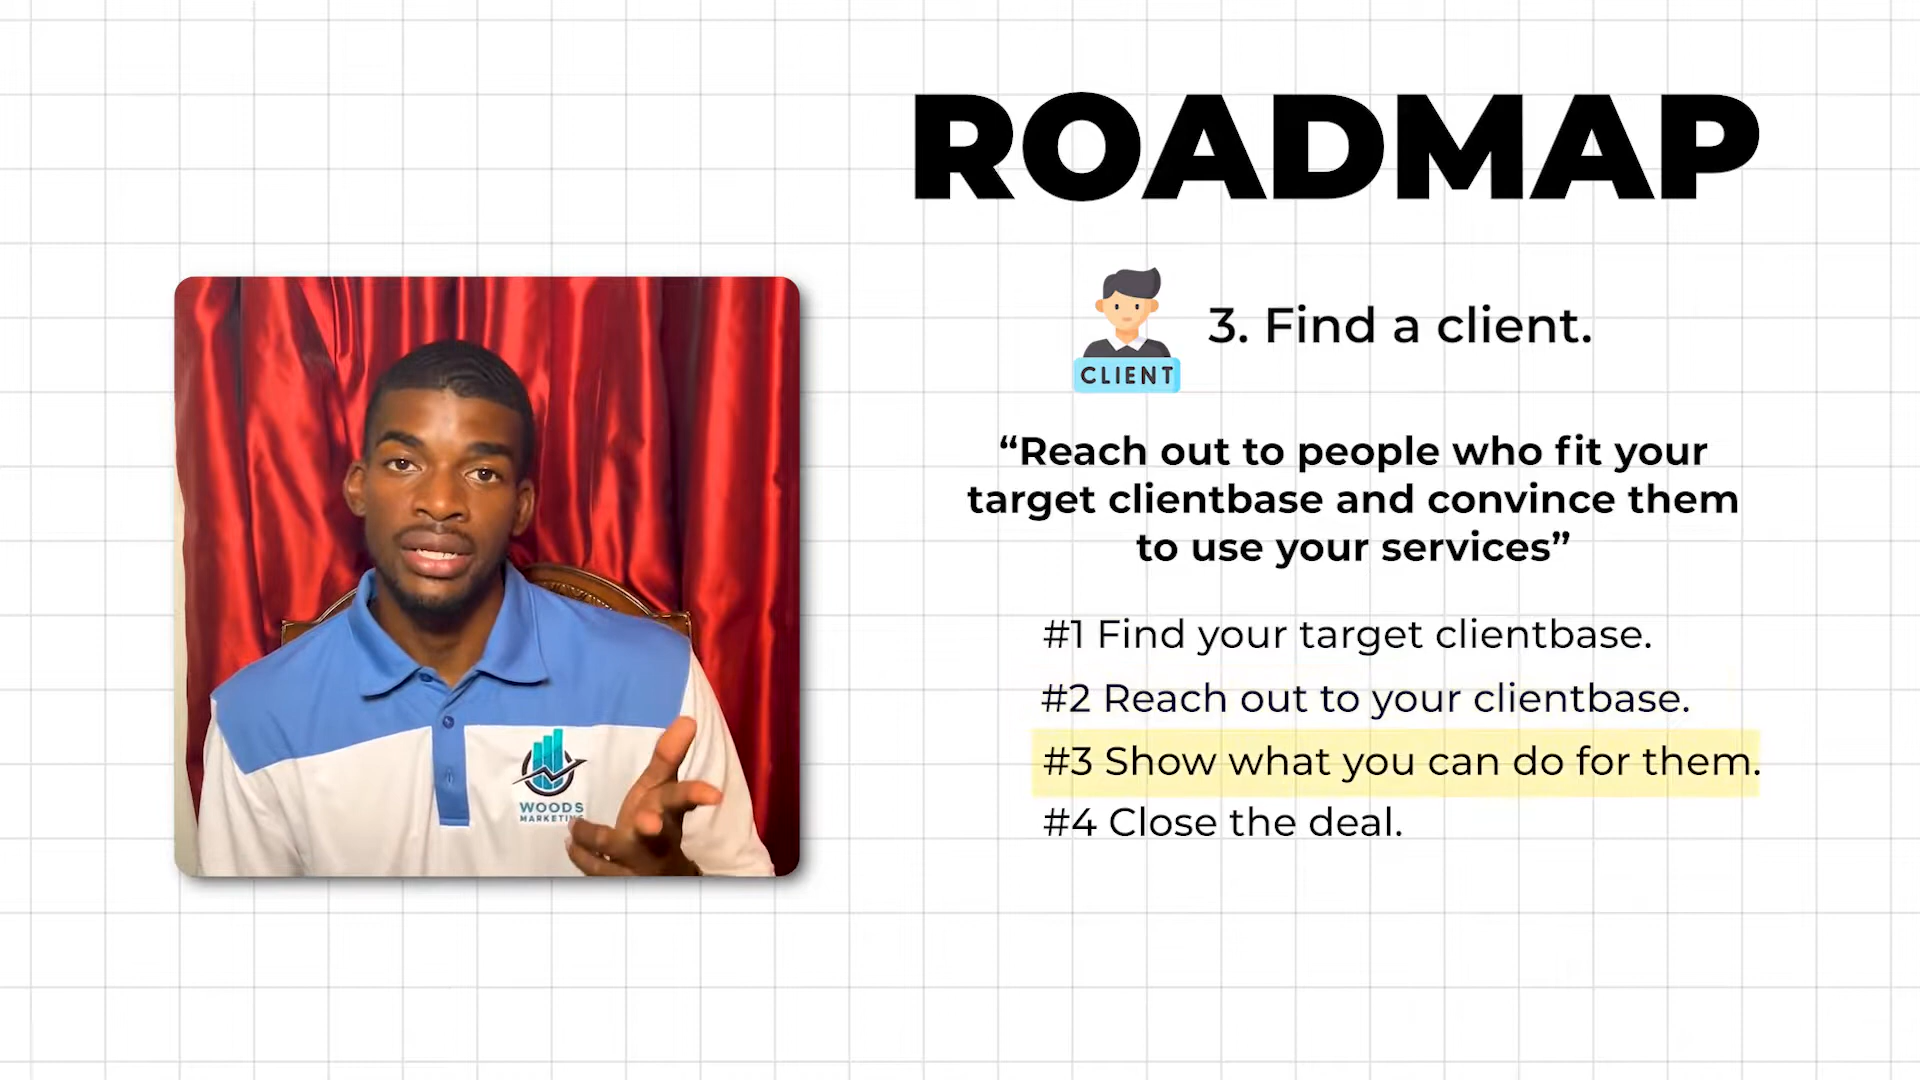 ROADMAP
CLIENT
3. Find a client.
“Reach out to people who fit your
target clientbase and convince them
to use your services”
#1 Find your target clientbase.
#2 Reach out to your clientbase.
#3 Show what you can do for them.
#4 Close the deal.
WOODS
MARKETING